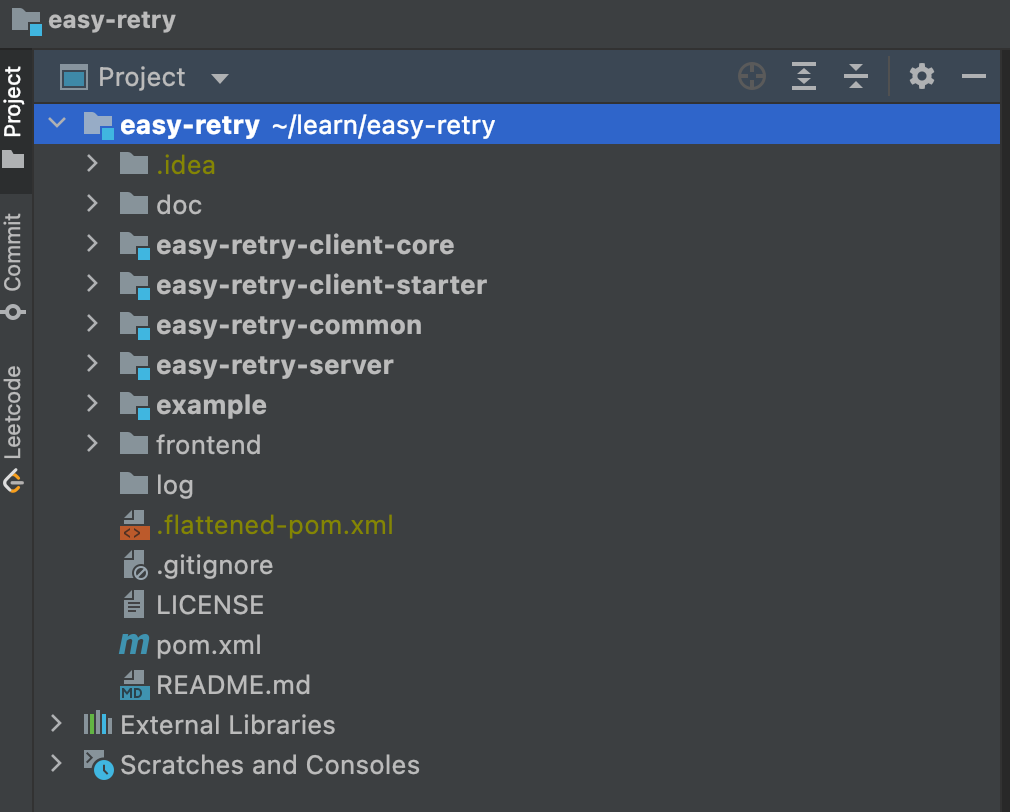 easy-retry
Project
Project
Commit
Leetcode
easy-retry ~/learn/easy-retry
.idea
doc
easy-retry-client-core
easy-retry-client-starter
easy-retry-common
easy-retry-server
example
frontend
log
.flattened-pom.xml
.gitignore
LICENSE
m pom.xml
MD README.md
External Libraries
Scratches and Consoles